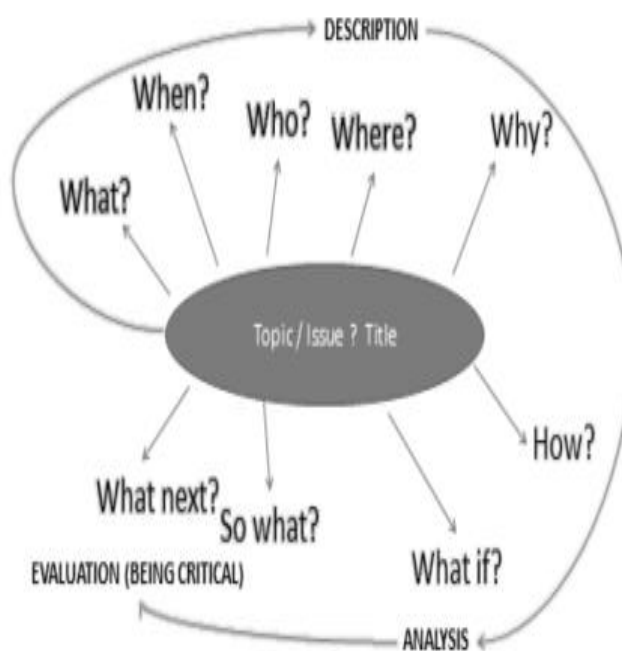 DESCRIPTION
When?
Who?
Where?
Why?
What?
Topic / Issue ? Title
How?
What next?
So what?
What if?
EVALUATION (BEING CRITICAL)
ANALYSIS